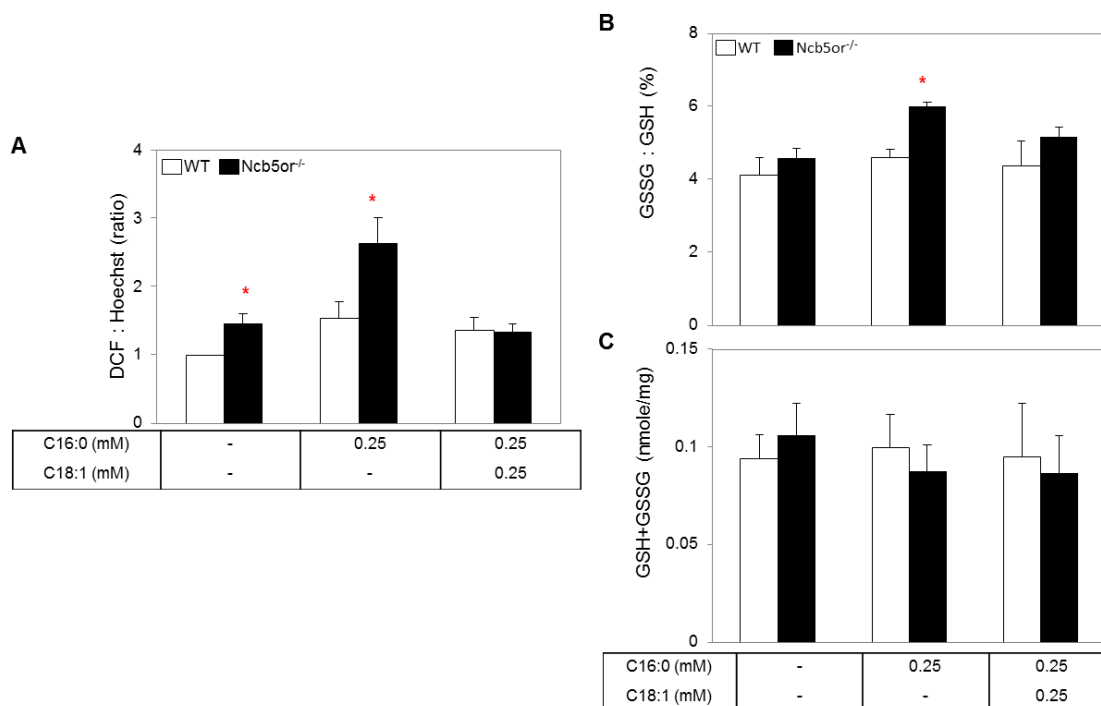 A
4
3
2
1
0
DCF : Hoechst (ratio)
WT Ncb5or-/-
*
*
C16:0 (mM) - 0.25 0.25
C18:1 (mM) - - 0.25
B
8
6
4
2
0
GSSG : GSH (%)
WT Ncb5or-/-
*
C
0.15
0.1
0.05
0
GSH+GSSG (nmole/mg)
C16:0 (mM) - 0.25 0.25
C18:1 (mM) - - 0.25